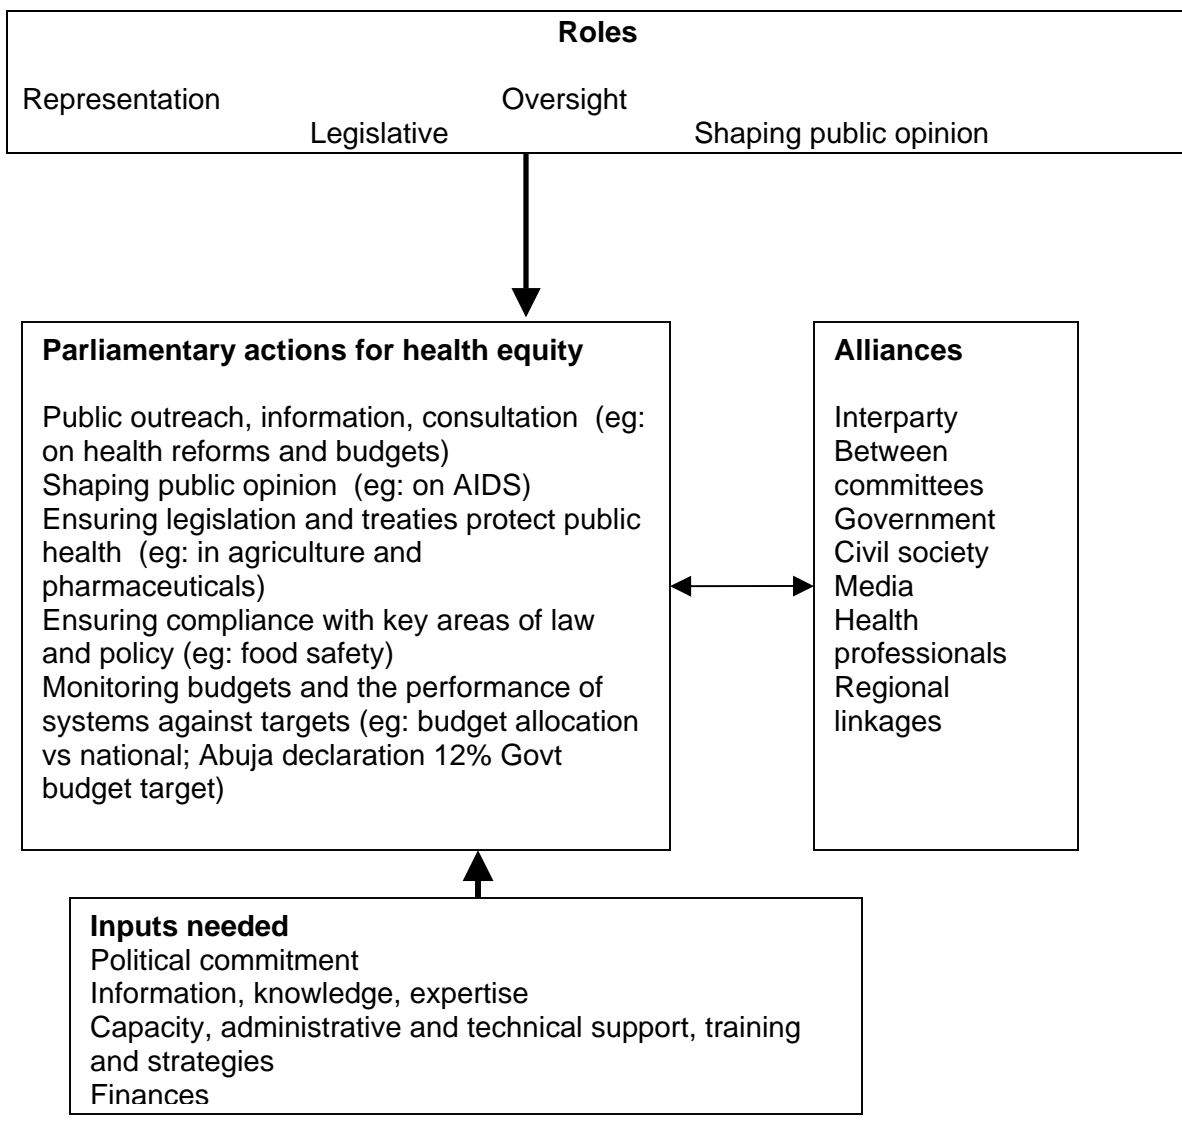 Roles
Representation Oversight
Legislative Shaping public opinion
Parliamentary actions for health equity
Public outreach, information, consultation (eg:
on health reforms and budgets)
Shaping public opinion (eg: on AIDS)
Ensuring legislation and treaties protect public
health (eg: in agriculture and
pharmaceuticals)
Ensuring compliance with key areas of law
and policy (eg: food safety)
Monitoring budgets and the performance of
systems against targets (eg: budget allocation
vs national; Abuja declaration 12% Govt
budget target)
Alliances
Interparty
Between
committees
Government
Civil society
Media
Health
professionals
Regional
linkages
Inputs needed
Political commitment
Information, knowledge, expertise
Capacity, administrative and technical support, training
and strategies
Finances